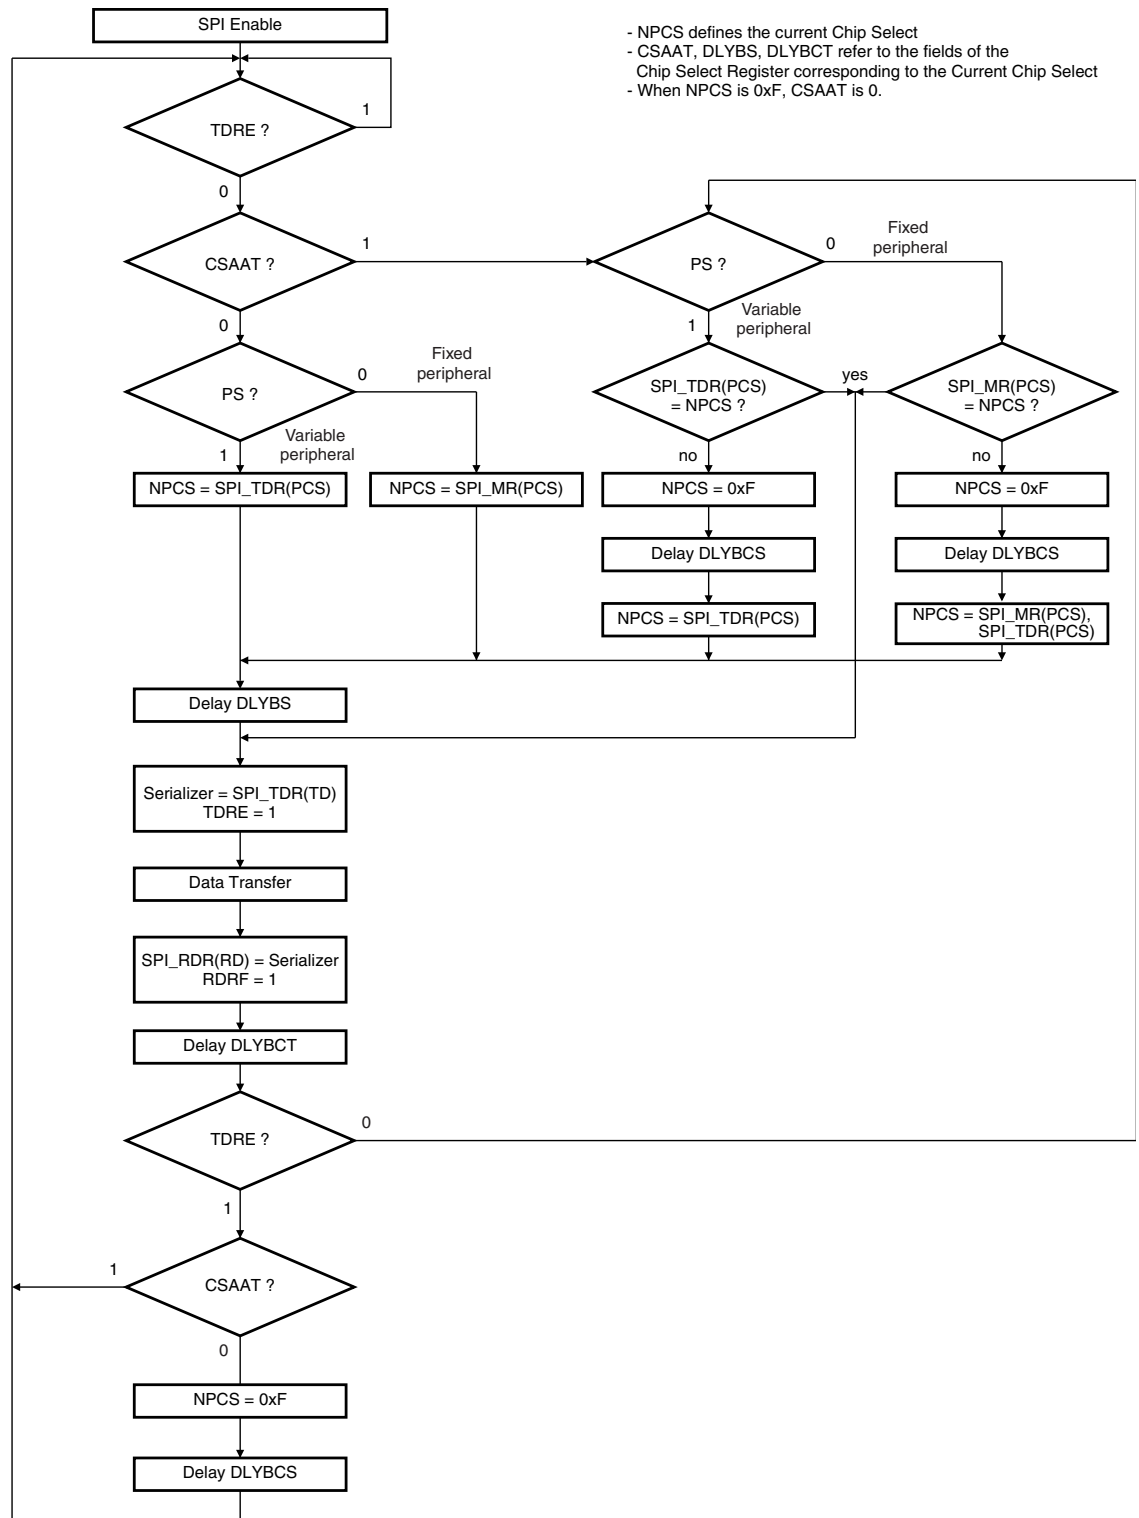 SPI Enable
- NPCS defines the current Chip Select
- CSAAT, DLYBS, DLYBCT refer to the fields of the
Chip Select Register corresponding to the Current Chip Select
- When NPCS is 0xF, CSAAT is 0.
1
TDRE ?
0
CSAAT ?
1
PS ?
0
Fixed
peripheral
0
1
Variable
peripheral
PS ?
0
Fixed
peripheral
SPI_TDR(PCS)
= NPCS ?
yes
SPI_MR(PCS)
= NPCS ?
1
Variable
peripheral
no
no
NPCS = SPI_TDR(PCS)
NPCS = SPI_MR(PCS)
NPCS = 0xF
NPCS = 0xF
Delay DLYBCS
Delay DLYBCS
NPCS = SPI_TDR(PCS)
NPCS = SPI_MR(PCS),
SPI_TDR(PCS)
Delay DLYBS
Serializer = SPI_TDR(TD)
TDRE = 1
Data Transfer
SPI_RDR(RD) = Serializer
RDRF = 1
Delay DLYBCT
TDRE ?
0
1
CSAAT ?
1
0
NPCS = 0xF
Delay DLYBCS